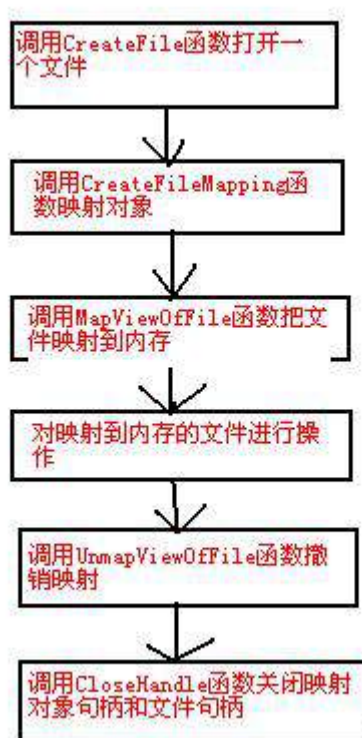 调用CreateFile函数打开一
个文件
调用CreateFileMapping函
数映射对象
调用MapViewOfFile函数把文
件映射到内存
对映射到内存的文件进行操
作
调用UnmapViewOfFile函数撤
销映射
调用CloseHandle函数关闭映射
对象句柄和文件句柄